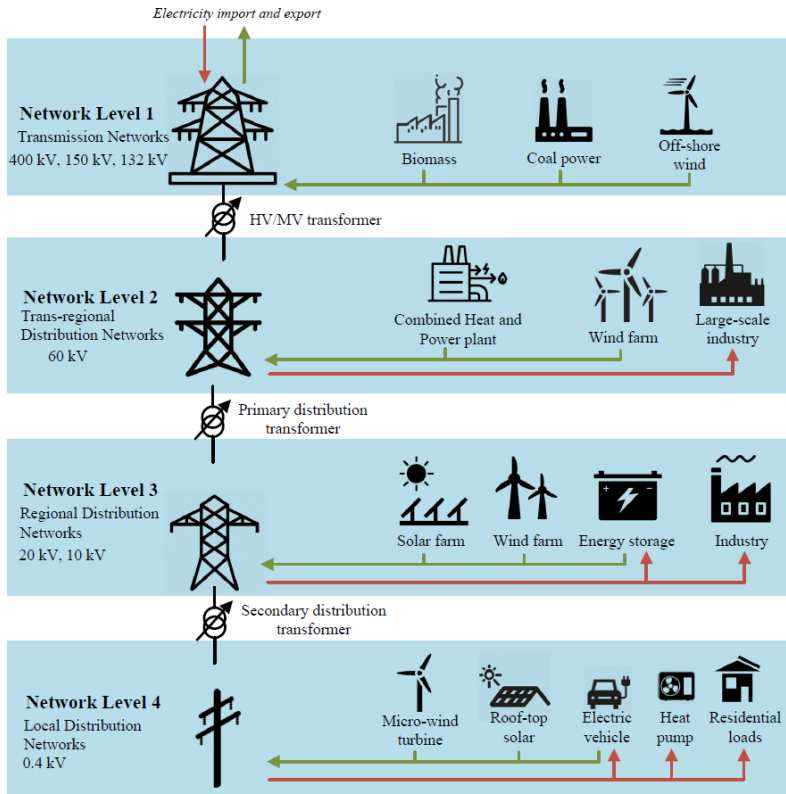 Electricity import and export
Network Level 1
Transmission Networks
400 kV, 150 kV, 132 kV
Biomass
Coal power
Off-shore
wind
HV/MV transformer
Network Level 2
Trans-regional
Distribution Networks
60 kV
Combined Heat and
Power plant
Wind farm
Large-scale
industry
Primary distribution
transformer
Network Level 3
Regional Distribution
Networks
20 kV, 10 kV
Solar farm
Wind farm
Energy storage
Industry
Secondary distribution
transformer
Network Level 4
Local Distribution
Networks
0.4 kV
Micro-wind
turbine
Roof-top
solar
Electric
vehicle
Heat
pump
Residential
loads